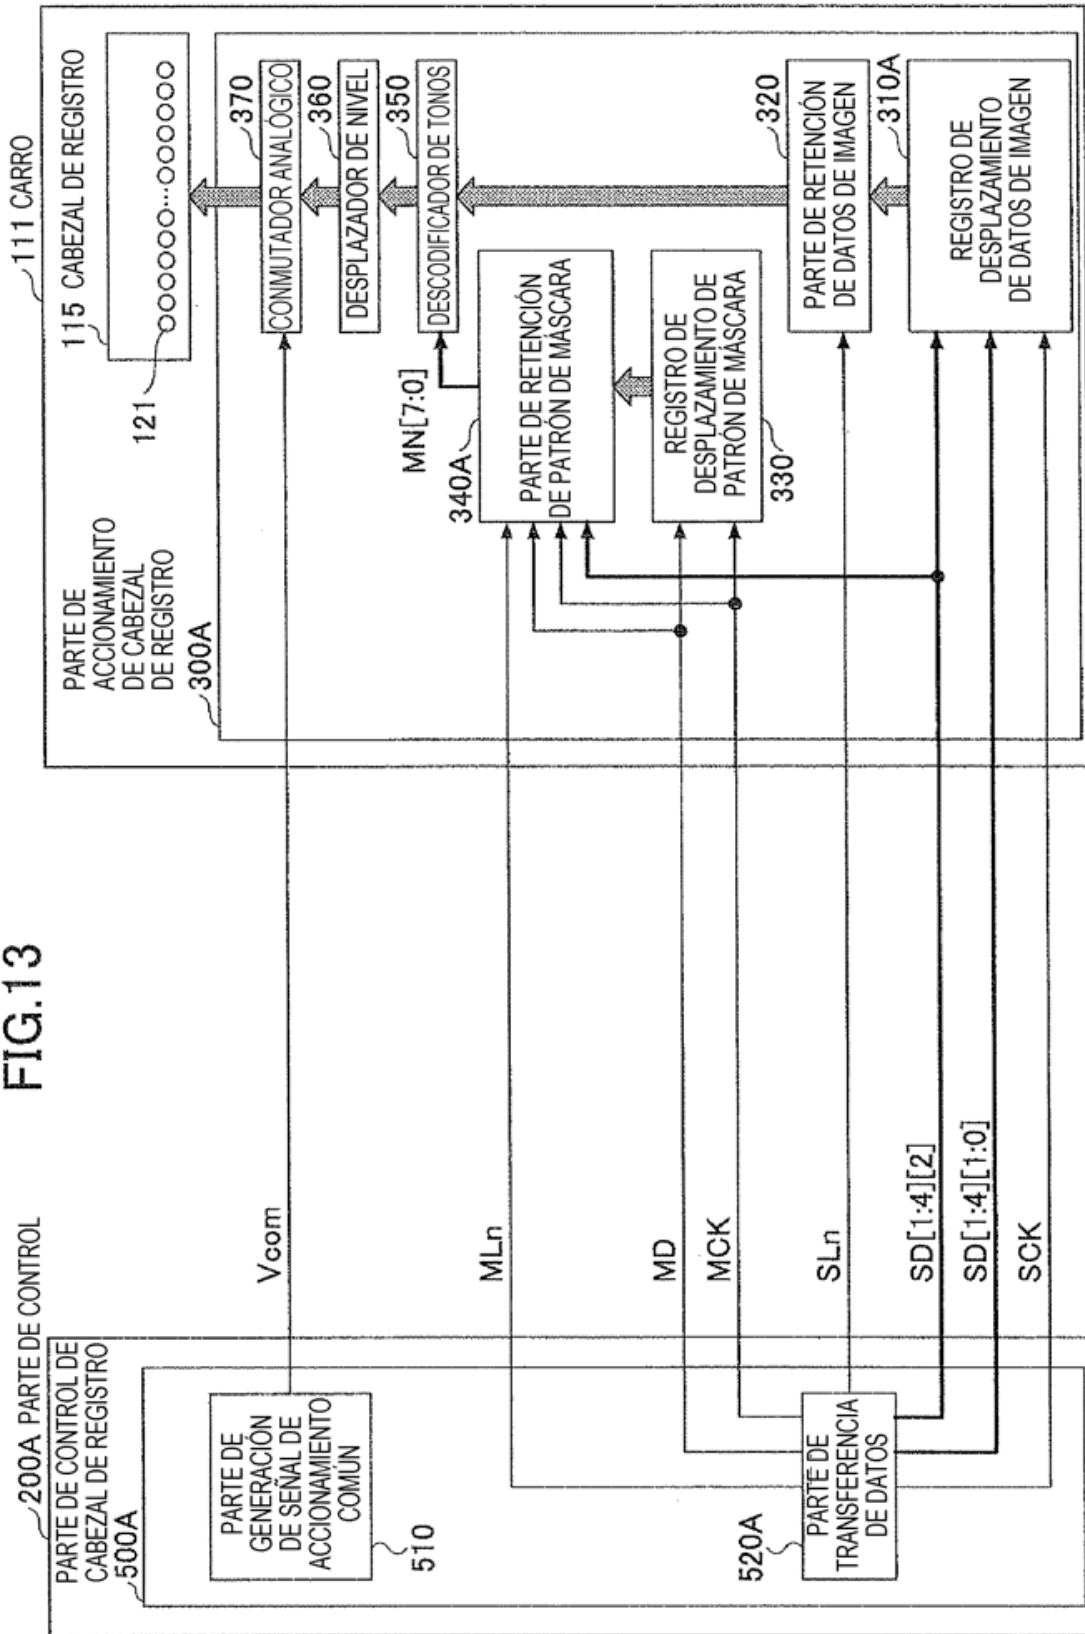 FIG.13
200A PARTE DE CONTROL
PARTE DE CONTROL DE
CABEZAL DE REGISTRO
500A
PARTE DE
GENERACIÓN
DE SEÑAL DE
ACCIONAMIENTO
COMÚN
510
520A
PARTE DE
TRANSFERENCIA
DE DATOS
Vcom
MLn
MD
MCK
SLn
SD[1:4][2]
SD[1:4][1:0]
SCK
111 CARRO
115 CABEZAL DE REGISTRO
121
PARTE DE
ACCIONAMIENTO
DE CABEZAL
DE REGISTRO
300A
370
CONMUTADOR ANALÓGICO
360
DESPLAZADOR DE NIVEL
350
DESCODIFICADOR DE TONOS
MN[7:0]
340A
PARTE DE RETENCIÓN
DE PATRÓN DE MÁSCARA
REGISTRO DE
DESPLAZAMIENTO DE
PATRÓN DE MÁSCARA
330
320
PARTE DE RETENCIÓN
DE DATOS DE IMAGEN
310A
REGISTRO DE
DESPLAZAMIENTO
DE DATOS DE IMAGEN